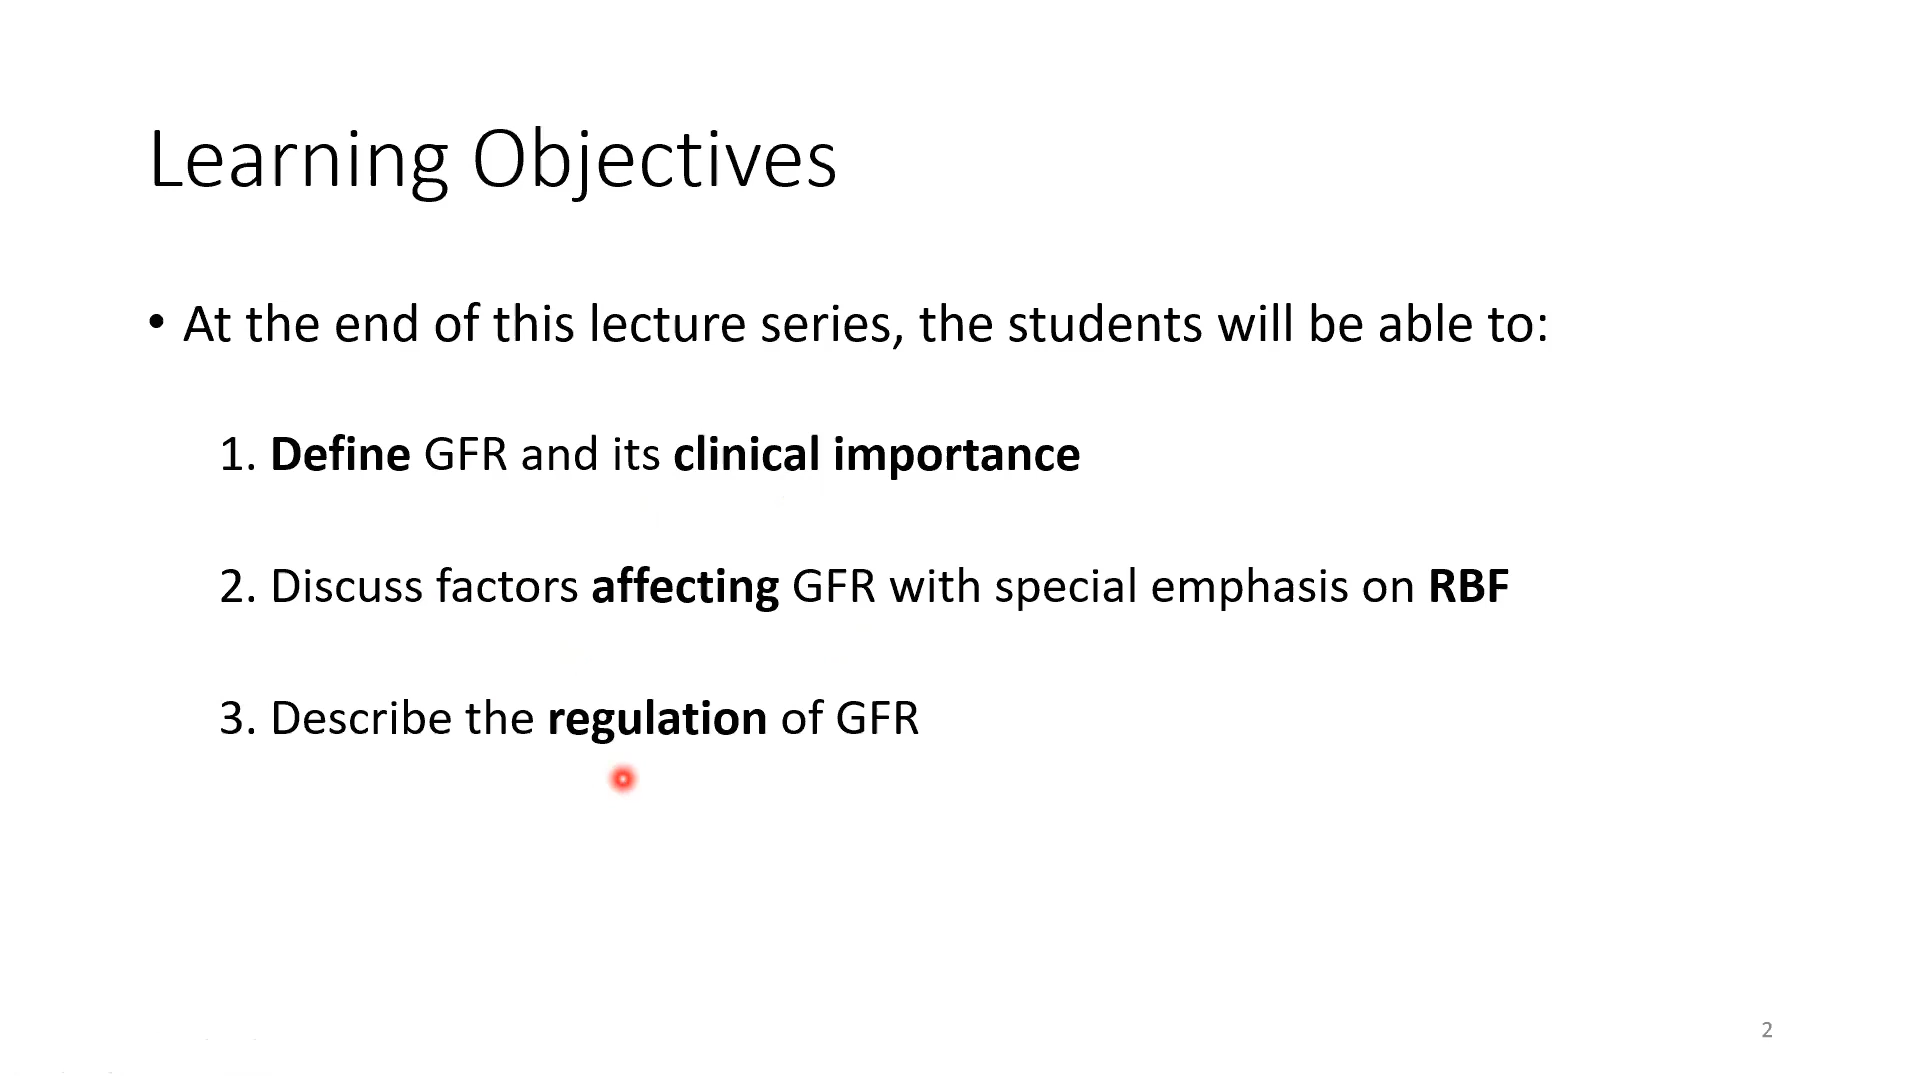 Learning Objectives
• At the end of this lecture series, the students will be able to:
1. Define GFR and its clinical importance
2. Discuss factors affecting GFR with special emphasis on RBF
3. Describe the regulation of GFR
2